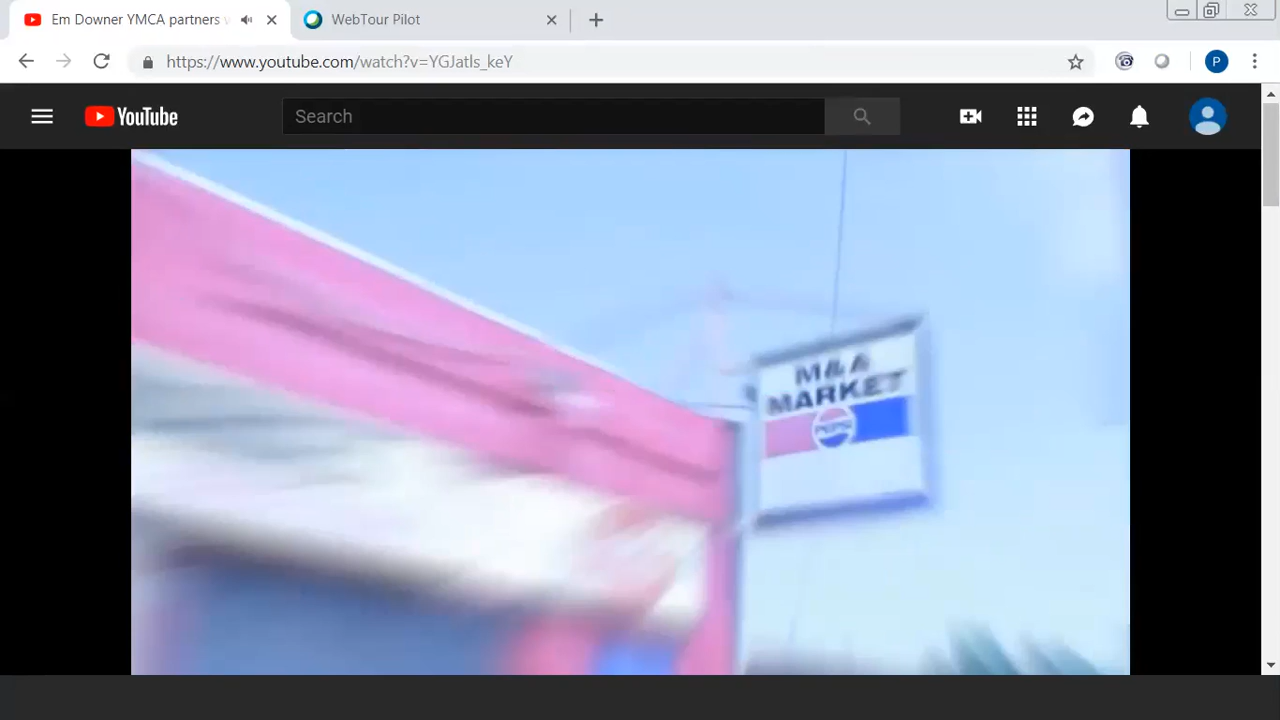 Em Downer YMCA partners
WebTour Pilot
https://www.youtube.com/watch?v=YGJatls_keY
P
YouTube
Search
M&A
MARKET
PEPSI